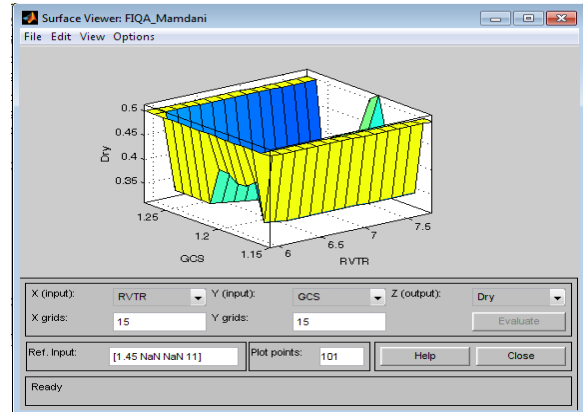 Surface Viewer: FIQA_Mamdani
File Edit View Options
0.5
0.45
0.4
0.35
Dry
1.25
1.2
1.15
GCS
6
6.5
7
7.5
RVTR
X (input): RVTR Y (input): GCS Z (output): Dry
X grids: 15 Y grids: 15 Evaluate
Ref. Input: [1.45 NaN NaN 11] Plot points: 101 Help Close
Ready